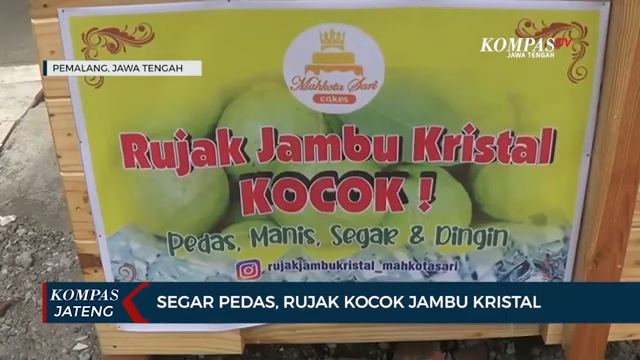 KOMPAS TV
JAWA TENGAH
PEMALANG, JAWA TENGAH
Mahkota Sari
cakes
Rujak Jambu Kristal
KOCOK !
Pedas, Manis, Segar & Dingin
rujakjambukristal_mahkotasari
KOMPAS
JATENG
SEGAR PEDAS, RUJAK KOCOK JAMBU KRISTAL